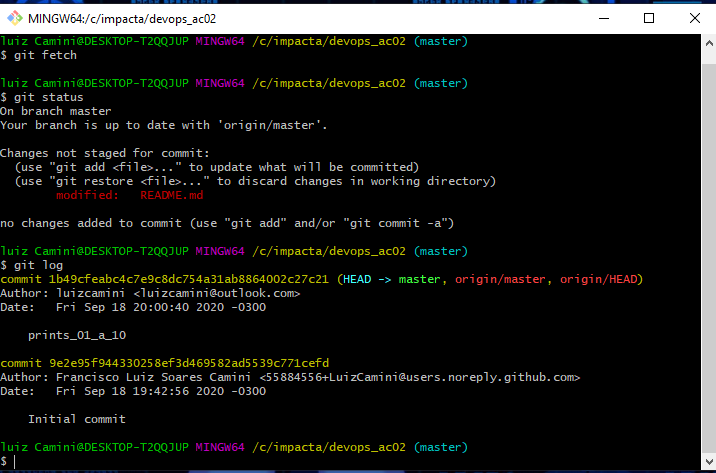 MINGW64:/c/impacta/devops_ac02
luiz Camini@DESKTOP-T2QQJUP MINGW64 /c/impacta/devops_ac02 (master)
$ git fetch
luiz Camini@DESKTOP-T2QQJUP MINGW64 /c/impacta/devops_ac02 (master)
$ git status
On branch master
Your branch is up to date with 'origin/master'.
Changes not staged for commit:
  (use "git add <file>..." to update what will be committed)
  (use "git restore <file>..." to discard changes in working directory)
        modified:   README.md
no changes added to commit (use "git add" and/or "git commit -a")
luiz Camini@DESKTOP-T2QQJUP MINGW64 /c/impacta/devops_ac02 (master)
$ git log
commit 1b49cfeabc4c7e9c8dc754a31ab8864002c27c21 (HEAD -> master, origin/master, origin/HEAD)
Author: luizcamini <luizcamini@outlook.com>
Date:   Fri Sep 18 20:00:40 2020 -0300
    prints_01_a_10
commit 9e2e95f944330258ef3d469582ad5539c771cefd
Author: Francisco Luiz Soares Camini <55884556+LuizCamini@users.noreply.github.com>
Date:   Fri Sep 18 19:42:56 2020 -0300
    Initial commit
luiz Camini@DESKTOP-T2QQJUP MINGW64 /c/impacta/devops_ac02 (master)
$